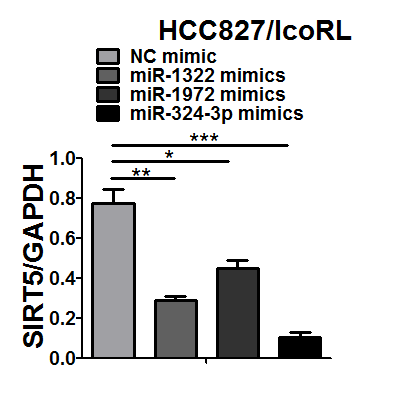 HCC827/IcoRL
NC mimic
miR-1322 mimics
miR-1972 mimics
miR-324-3p mimics
***
*
**
SIRT5/GAPDH
1.0
0.8
0.6
0.4
0.2
0.0